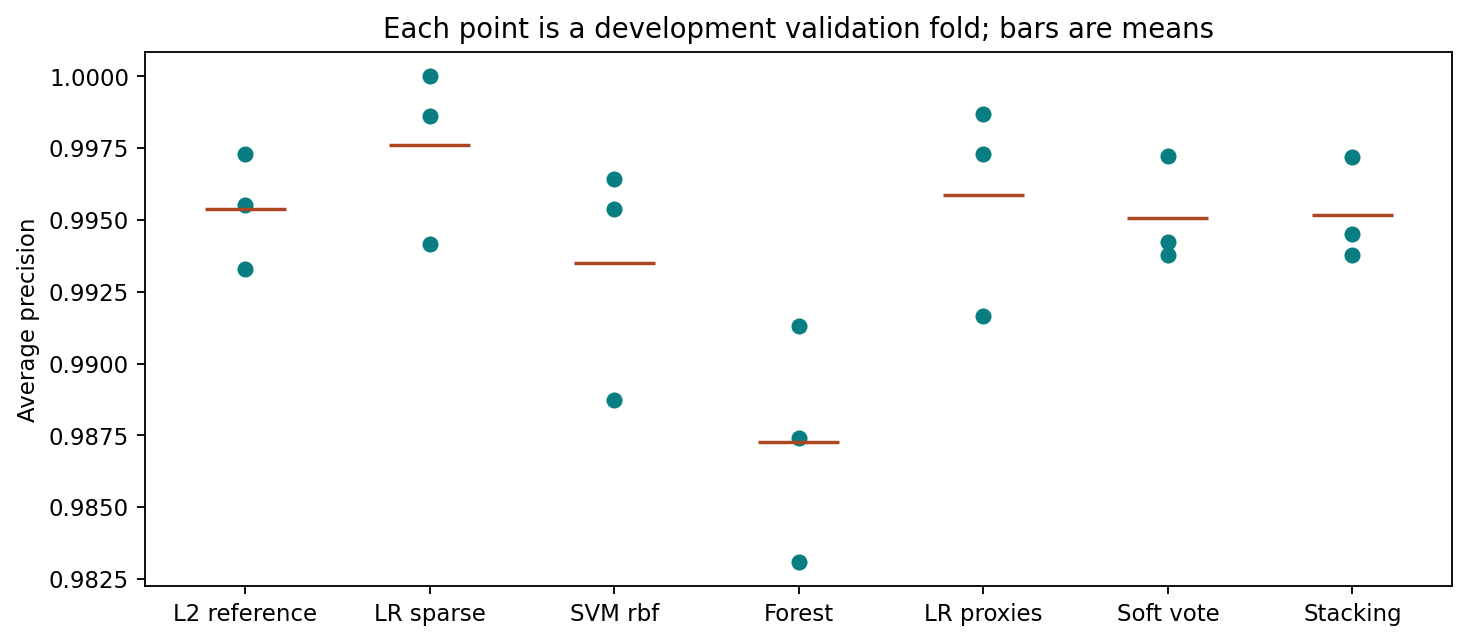 Each point is a development validation fold; bars are means
Average precision
1.0000
0.9975
0.9950
0.9925
0.9900
0.9875
0.9850
0.9825
L2 reference
LR sparse
SVM rbf
Forest
LR proxies
Soft vote
Stacking